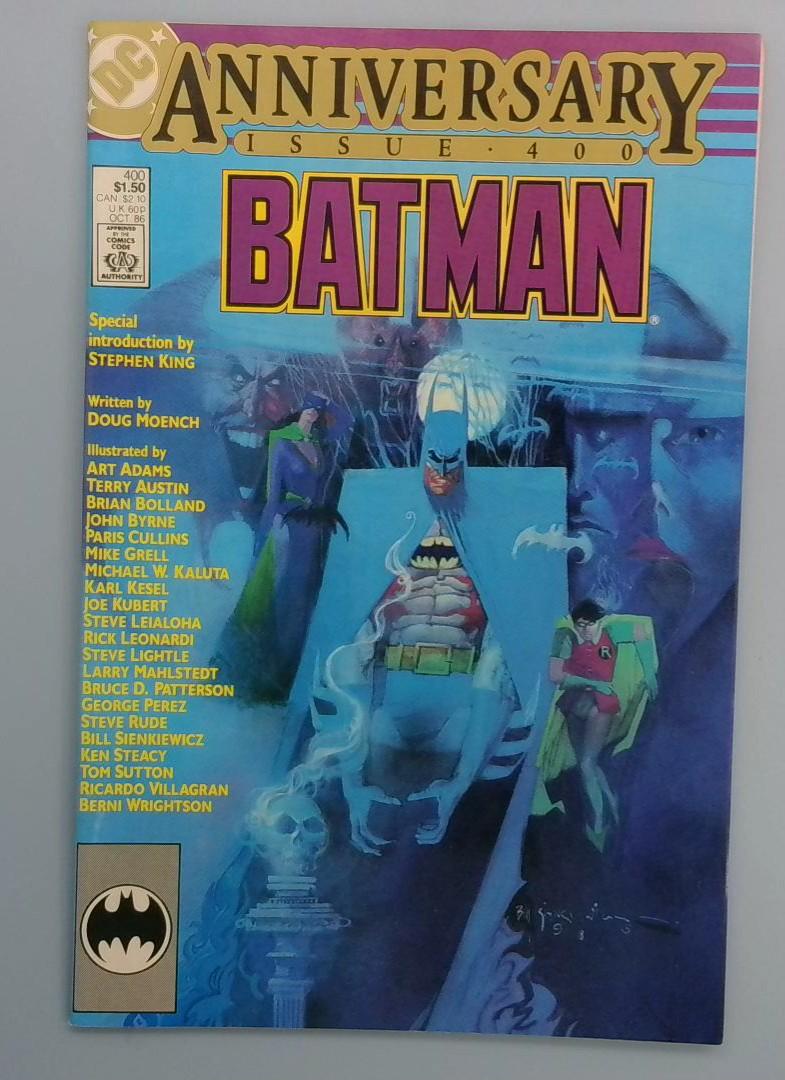 DC
ANNIVERSARY
ISSUE · 400
400
$1.50
CAN. $2.10
U.K. 60p
OCT. 86
APPROVED
BY THE
COMICS
CODE
AUTHORITY
BATMAN
®
Special
introduction by
STEPHEN KING
Written by
DOUG MOENCH
Illustrated by
ART ADAMS
TERRY AUSTIN
BRIAN BOLLAND
JOHN BYRNE
PARIS CULLINS
MIKE GRELL
MICHAEL W. KALUTA
KARL KESEL
JOE KUBERT
STEVE LEIALOHA
RICK LEONARDI
STEVE LIGHTLE
LARRY MAHLSTEDT
BRUCE D. PATTERSON
GEORGE PEREZ
STEVE RUDE
BILL SIENKIEWICZ
KEN STEACY
TOM SUTTON
RICARDO VILLAGRAN
BERNI WRIGHTSON
R